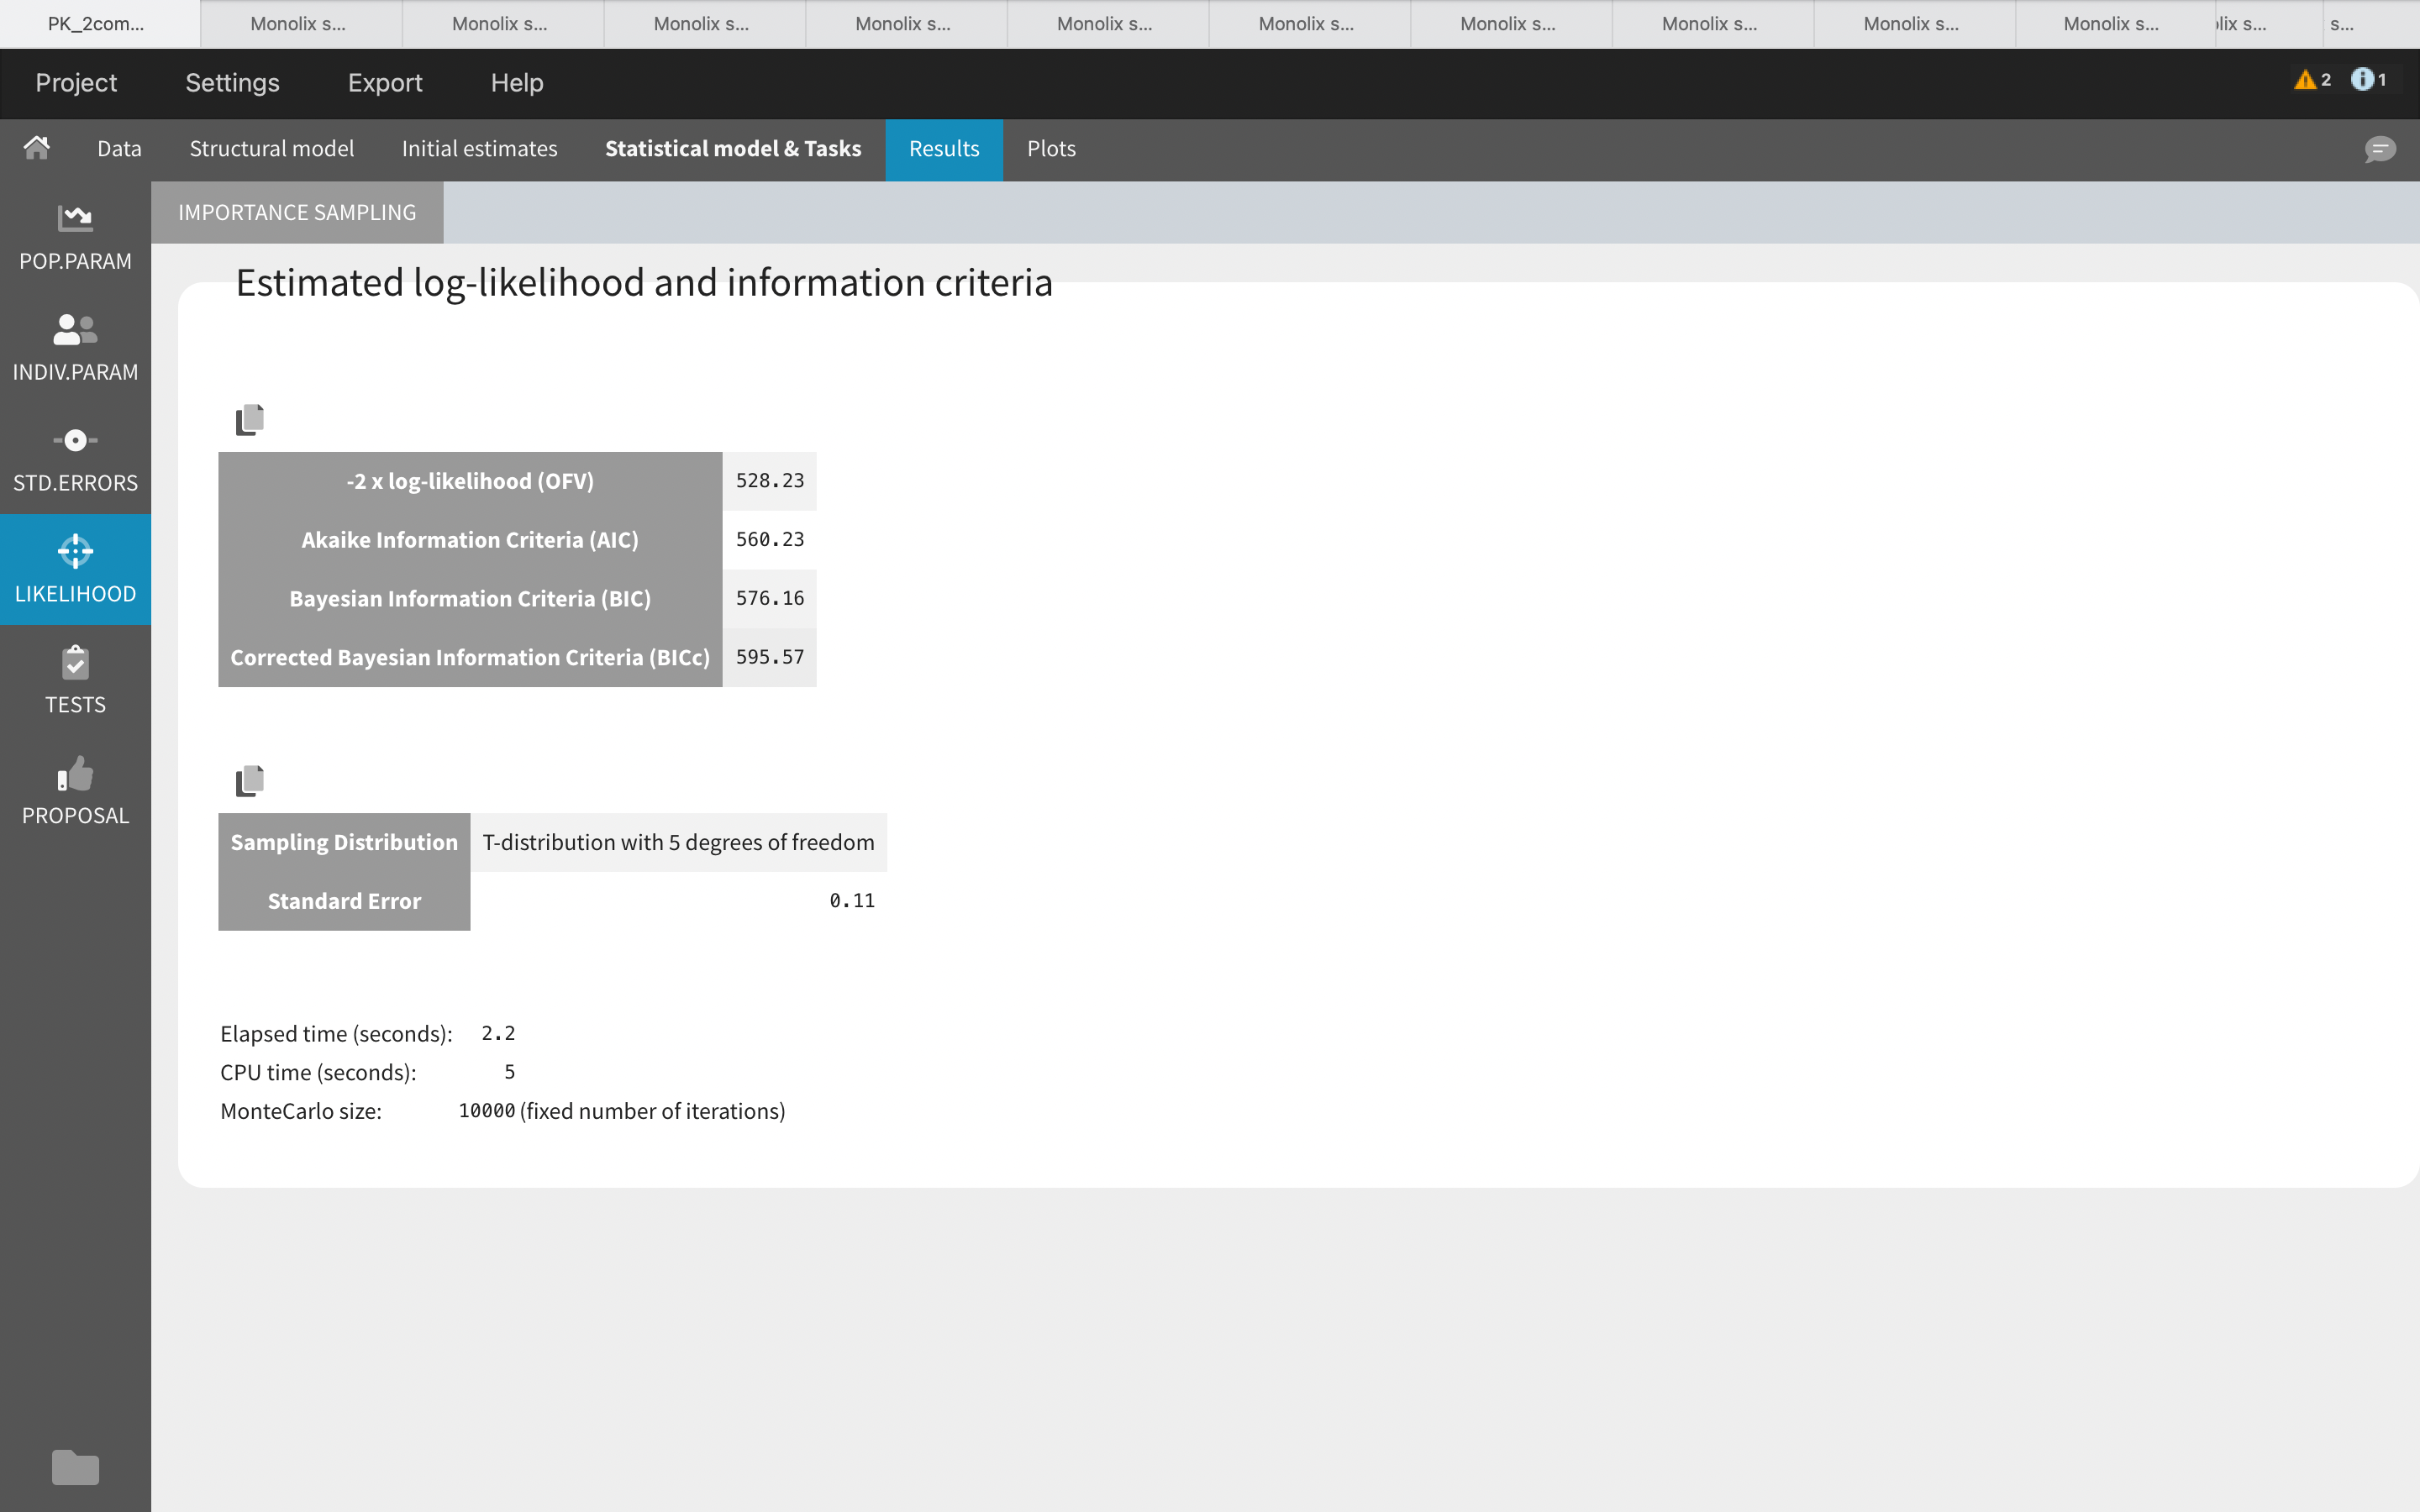 PK_2com... Monolix s... Monolix s... Monolix s... Monolix s... Monolix s... Monolix s... Monolix s... Monolix s... Monolix s... Monolix s... lix s... s...
Project Settings Export Help 2 1
Data Structural model Initial estimates Statistical model & Tasks Results Plots
IMPORTANCE SAMPLING
POP.PARAM
INDIV.PARAM
STD.ERRORS
LIKELIHOOD
TESTS
PROPOSAL
Estimated log-likelihood and information criteria
-2 x log-likelihood (OFV) 528.23
Akaike Information Criteria (AIC) 560.23
Bayesian Information Criteria (BIC) 576.16
Corrected Bayesian Information Criteria (BICc) 595.57
Sampling Distribution T-distribution with 5 degrees of freedom
Standard Error 0.11
Elapsed time (seconds): 2.2
CPU time (seconds): 5
MonteCarlo size: 10000 (fixed number of iterations)